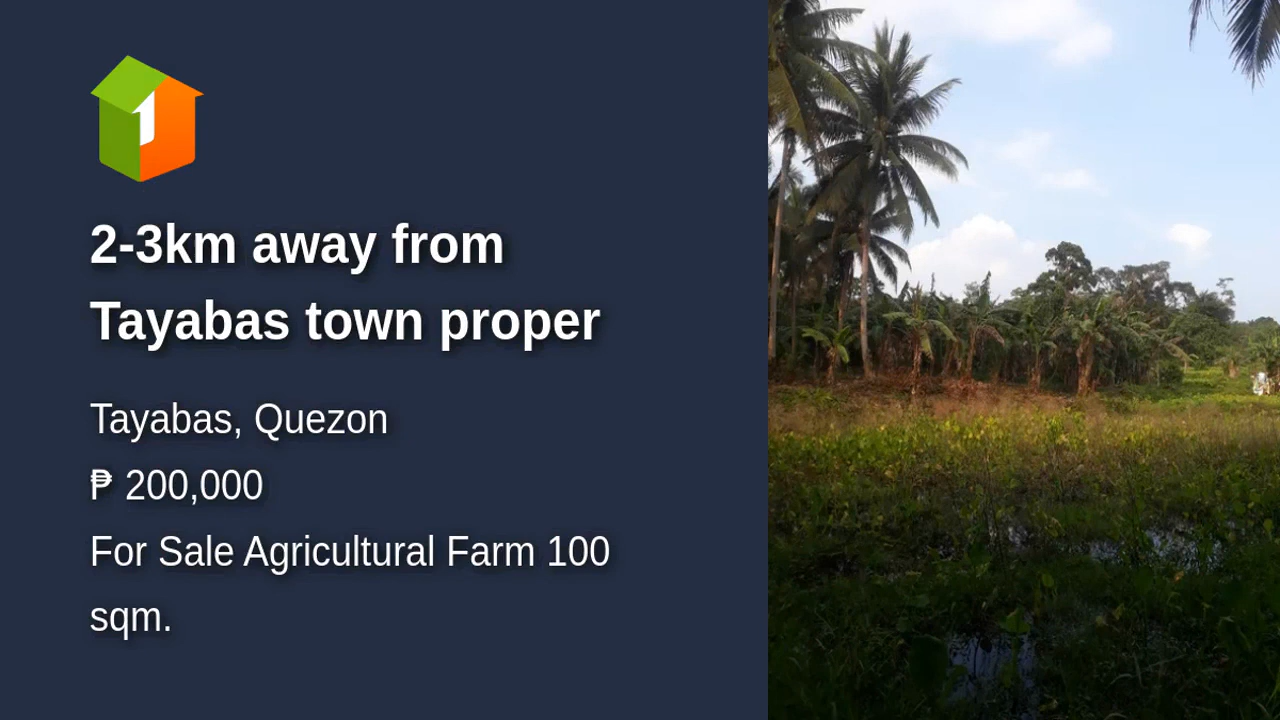 2-3km away from
Tayabas town proper
Tayabas, Quezon
₱ 200,000
For Sale Agricultural Farm 100
sqm.